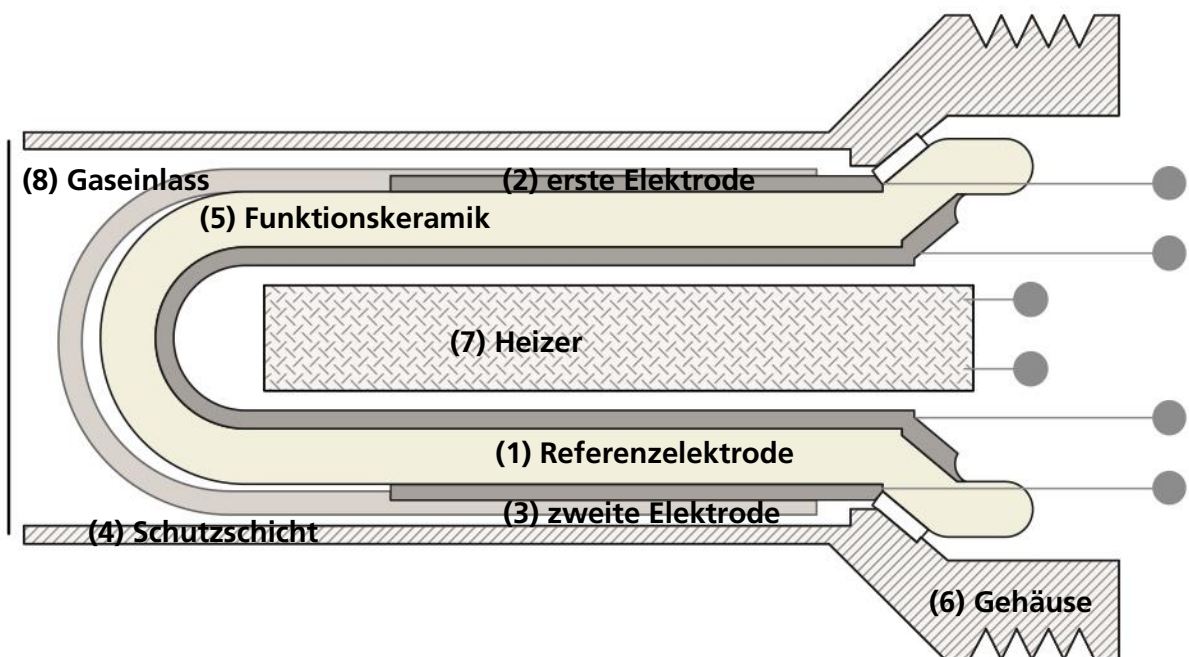 (8) Gaseinlass
(2) erste Elektrode
(5) Funktionskeramik
(7) Heizer
(1) Referenzelektrode
(3) zweite Elektrode
(4) Schutzschicht
(6) Gehäuse